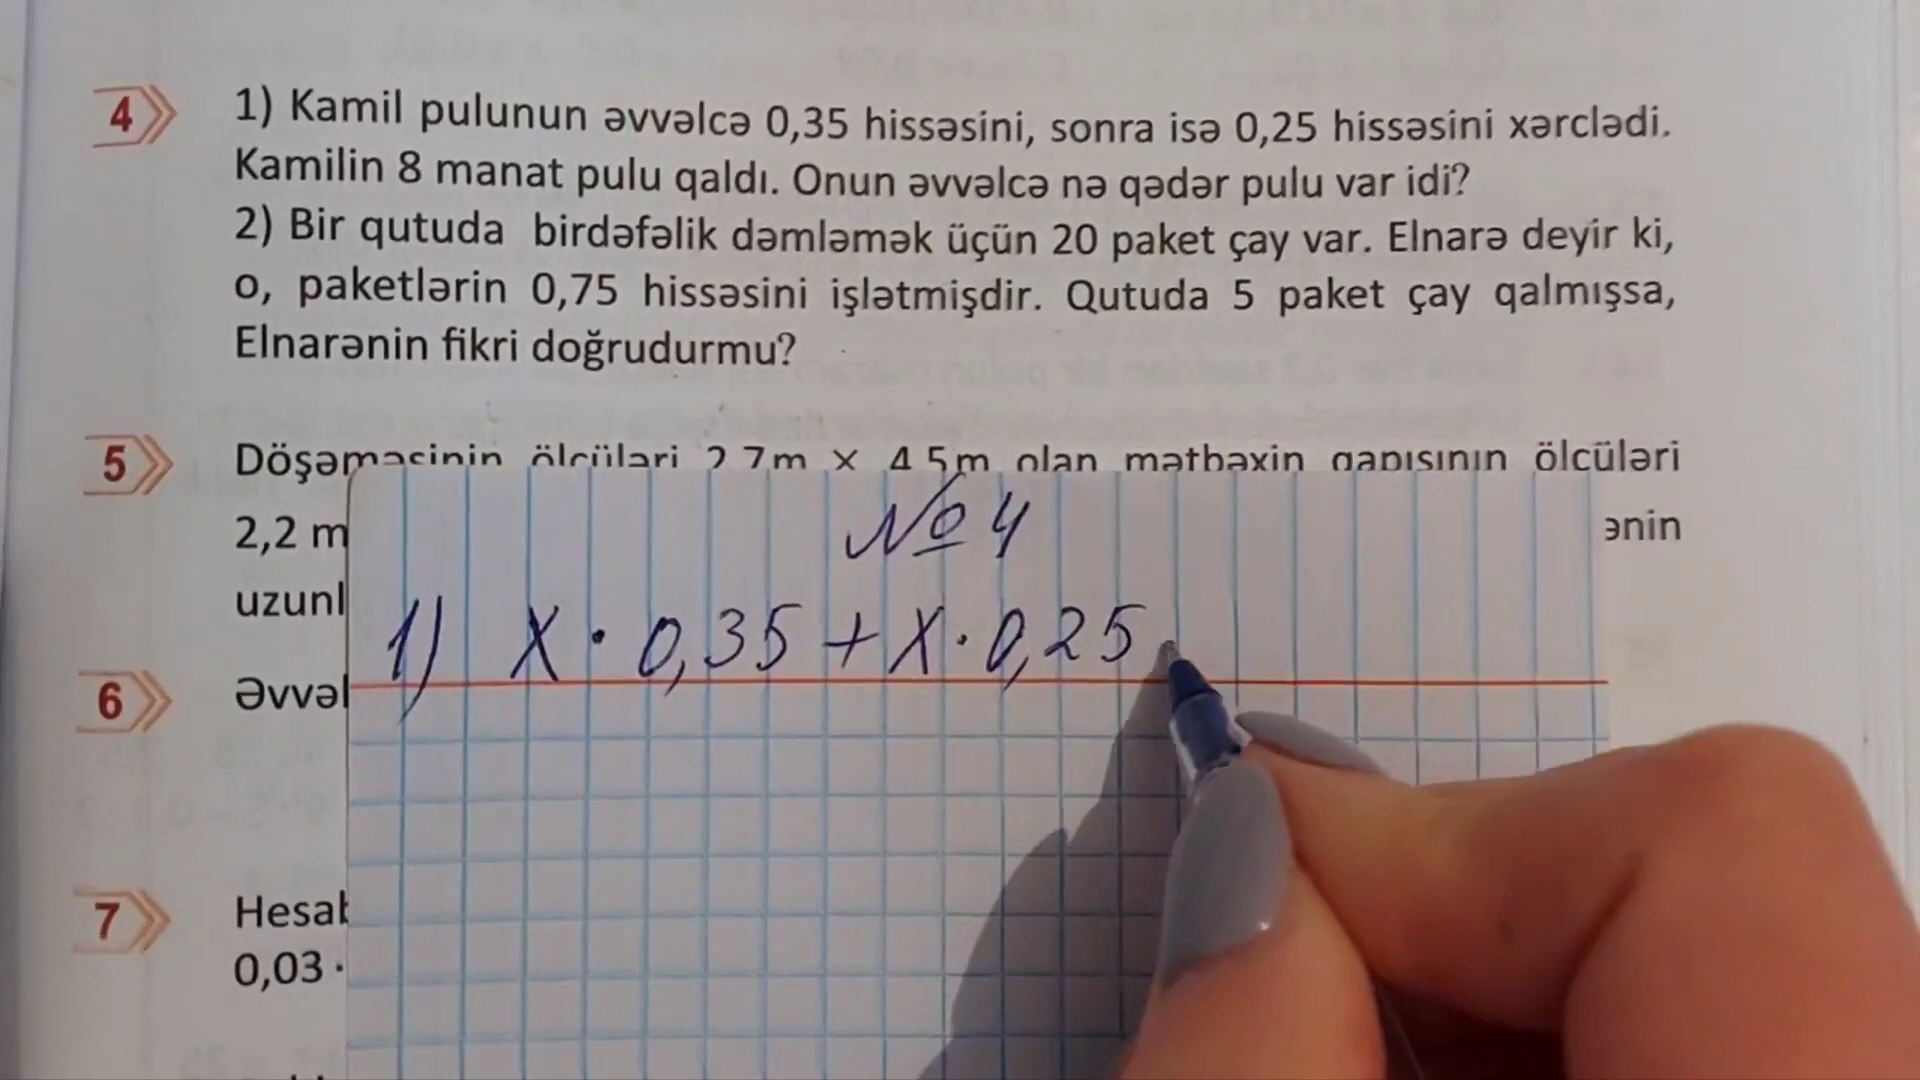 4 1) Kamil pulunun əvvəlcə 0,35 hissəsini, sonra isə 0,25 hissəsini xərclədi.
Kamilin 8 manat pulu qaldı. Onun əvvəlcə nə qədər pulu var idi?
2) Bir qutuda birdəfəlik dəmləmək üçün 20 paket çay var. Elnarə deyir ki,
o, paketlərin 0,75 hissəsini işlətmişdir. Qutuda 5 paket çay qalmışsa,
Elnarənin fikri doğrudurmu?
5 Döşəməsinin ölçüləri 2,7m × 4,5m olan mətbəxin qapısının ölçüləri
2,2 m ənin
uzunl
№ 4
1) X · 0,35 + X · 0,25
6 Əvvəl
7 Hesab
0,03 ·